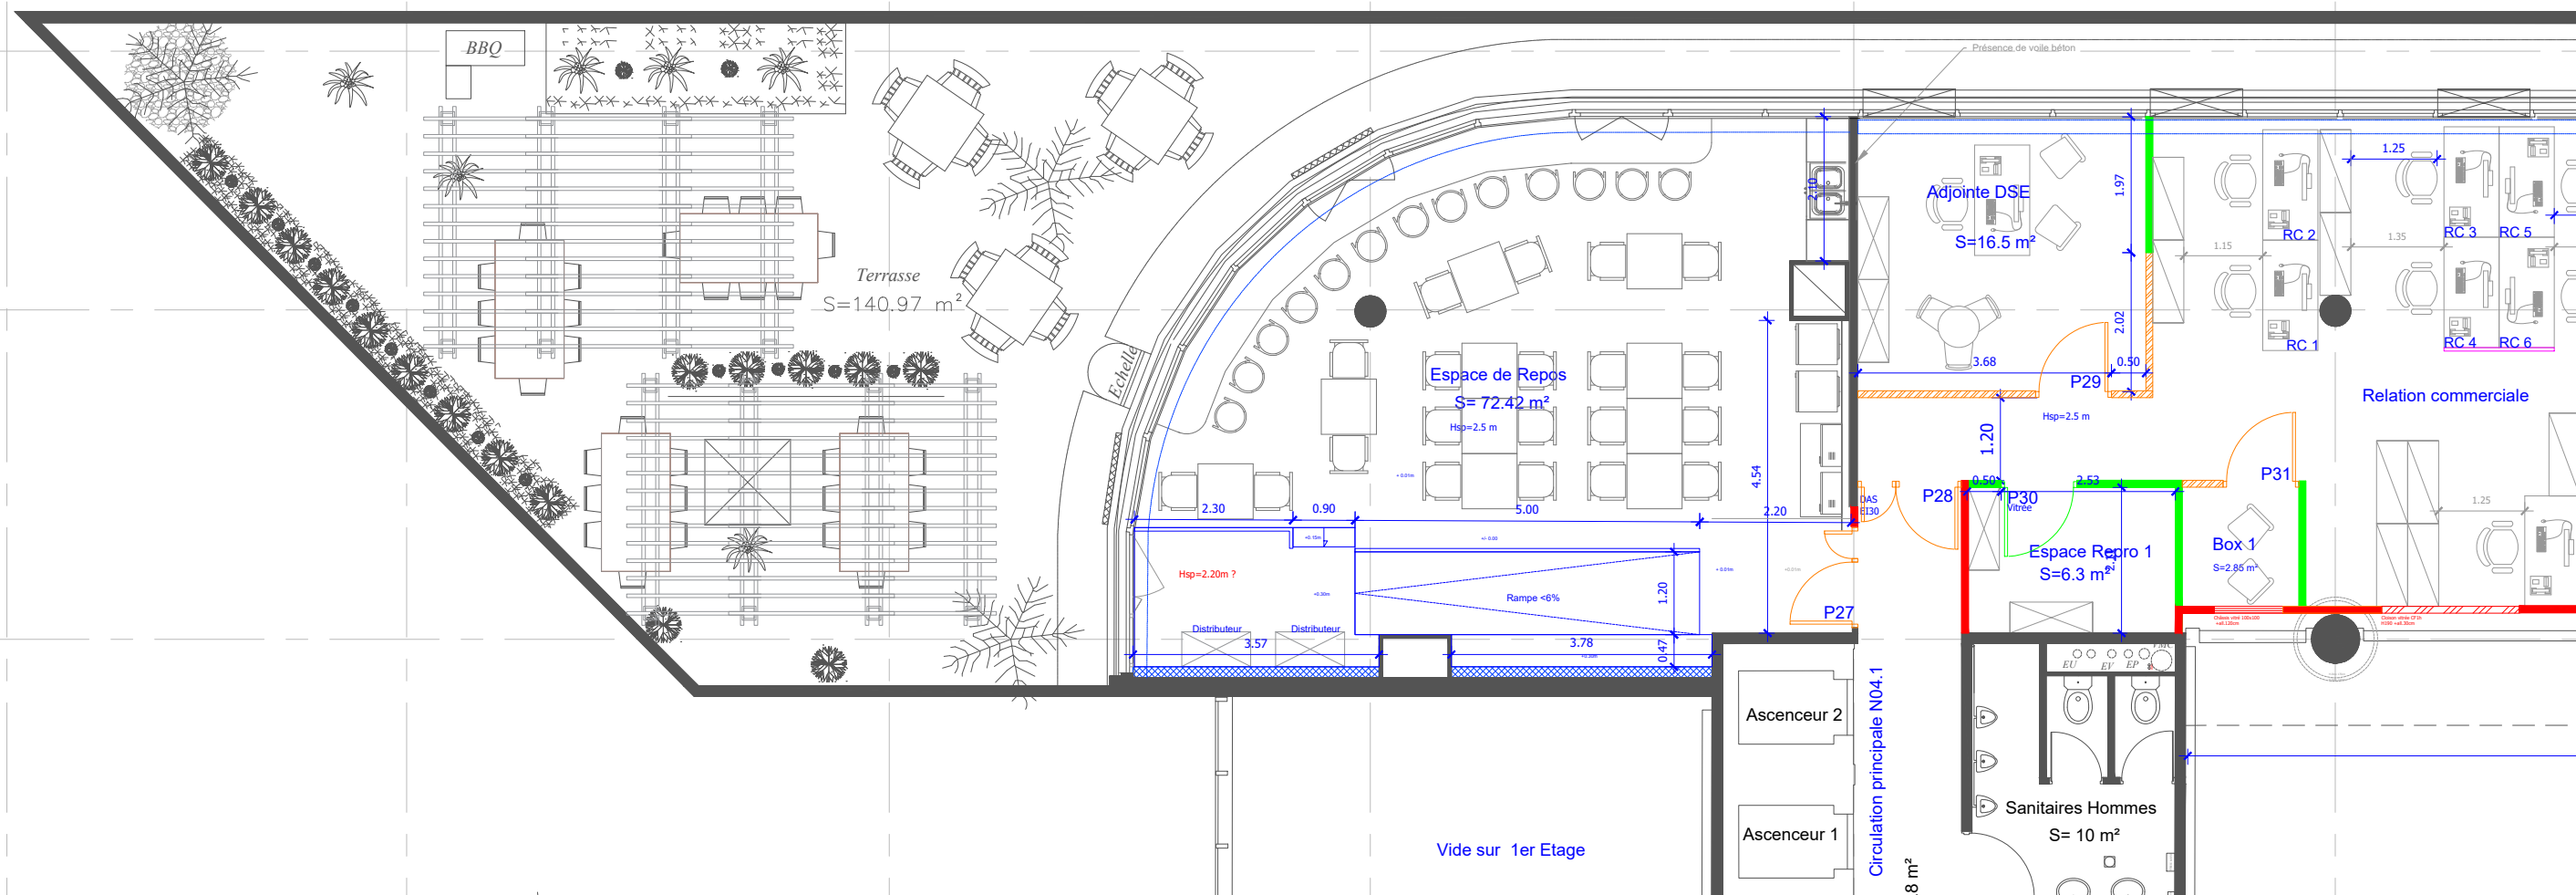 BBQ
Présence de voile béton
Terrasse
S=140.97 m²
Echelle
Espace de Repos
S= 72.42 m²
Hsp=2.5 m
2.10
4.54
2.30
0.90
5.00
2.20
Hsp=2.20m ?
Rampe <6%
1.20
Distributeur
Distributeur
3.57
3.78
0.47
P27
Adjointe DSE
S=16.5 m²
1.97
2.02
3.68
0.50
P29
Hsp=2.5 m
1.20
DAS
EI30
P28
0.50
2.53
P30
Vitrée
Espace Repro 1
S=6.3 m²
P31
Box 1
S=2.85 m²
1.15
RC 2
RC 1
1.25
1.35
RC 3
RC 5
RC 4
RC 6
Relation commerciale
1.25
EU
EV
EP
VMC
Ascenceur 2
Ascenceur 1
Circulation principale N04.1
Sanitaires Hommes
S= 10 m²
Vide sur 1er Etage
.8 m²